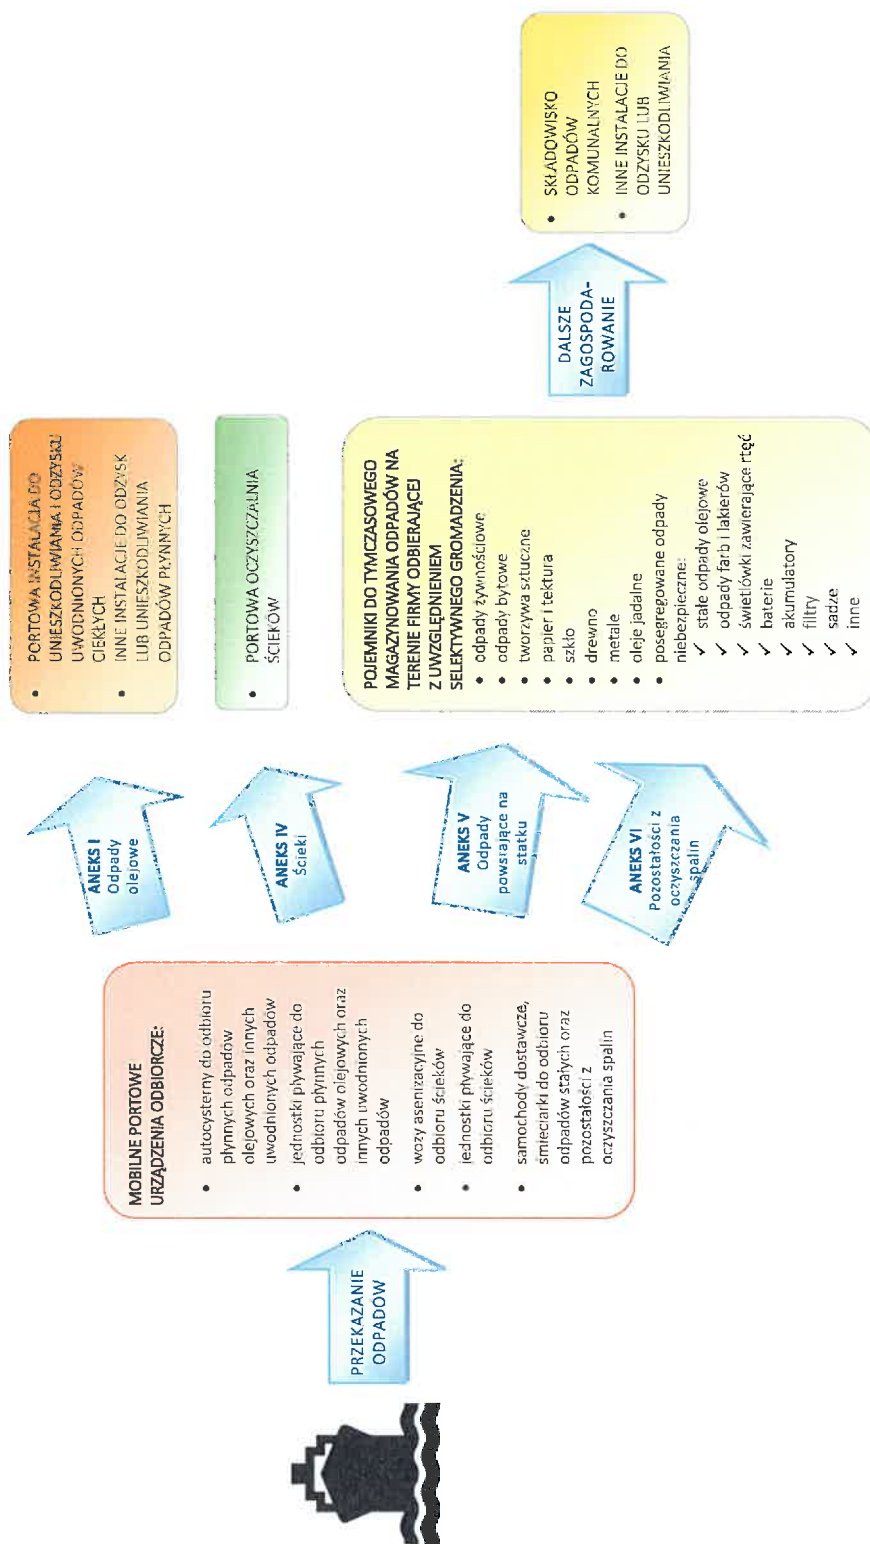 PRZEKAZANIE
ODPADÓW
MOBILNE PORTOWE
URZĄDZENIA ODBIORCZE:
• autocysterny do odbioru
płynnych odpadów
olejowych oraz innych
uwodnionych odpadów
• jednostki pływające do
odbioru płynnych
odpadów olejowych oraz
innych uwodnionych
odpadów
• wozy asenizacyjne do
odbioru ścieków
• jednostki pływające do
odbioru ścieków
• samochody dostawcze,
śmieciarki do odbioru
odpadów stałych oraz
pozostałości z
oczyszczania spalin
ANEKS I
Odpady
olejowe
ANEKS IV
Ścieki
ANEKS V
Odpady
powstające na
statku
ANEKS VI
Pozostałości z
oczyszczania
spalin
• PORTOWA INSTALACJA DO
UNIESZKODLIWIANIA I ODZYSKU
UWODNIONYCH ODPADÓW
CIEKŁYCH
• INNE INSTALACJE DO ODZYSK
LUB UNIESZKODLIWIANIA
ODPADÓW PŁYNNYCH
• PORTOWA OCZYSZCZALNIA
ŚCIEKÓW
POJEMNIKI DO TYMCZASOWEGO
MAGAZYNOWANIA ODPADÓW NA
TERENIE FIRMY ODBIERAJĄCEJ
Z UWZGLĘDNIENIEM
SELEKTYWNEGO GROMADZENIA:
• odpady żywnościowe
• odpady bytowe
• tworzywa sztuczne
• papier i tektura
• szkło
• drewno
• metale
• oleje jadalne
• posegregowane odpady
niebezpieczne:
✓ stałe odpady olejowe
✓ odpady farb i lakierów
✓ świetlówki zawierające rtęć
✓ baterie
✓ akumulatory
✓ filtry
✓ sadze
✓ inne
DALSZE
ZAGOSPODA-
ROWANIE
• SKŁADOWISKO
ODPADÓW
KOMUNALNYCH
• INNE INSTALACJE DO
ODZYSKU LUB
UNIESZKODLIWIANIA